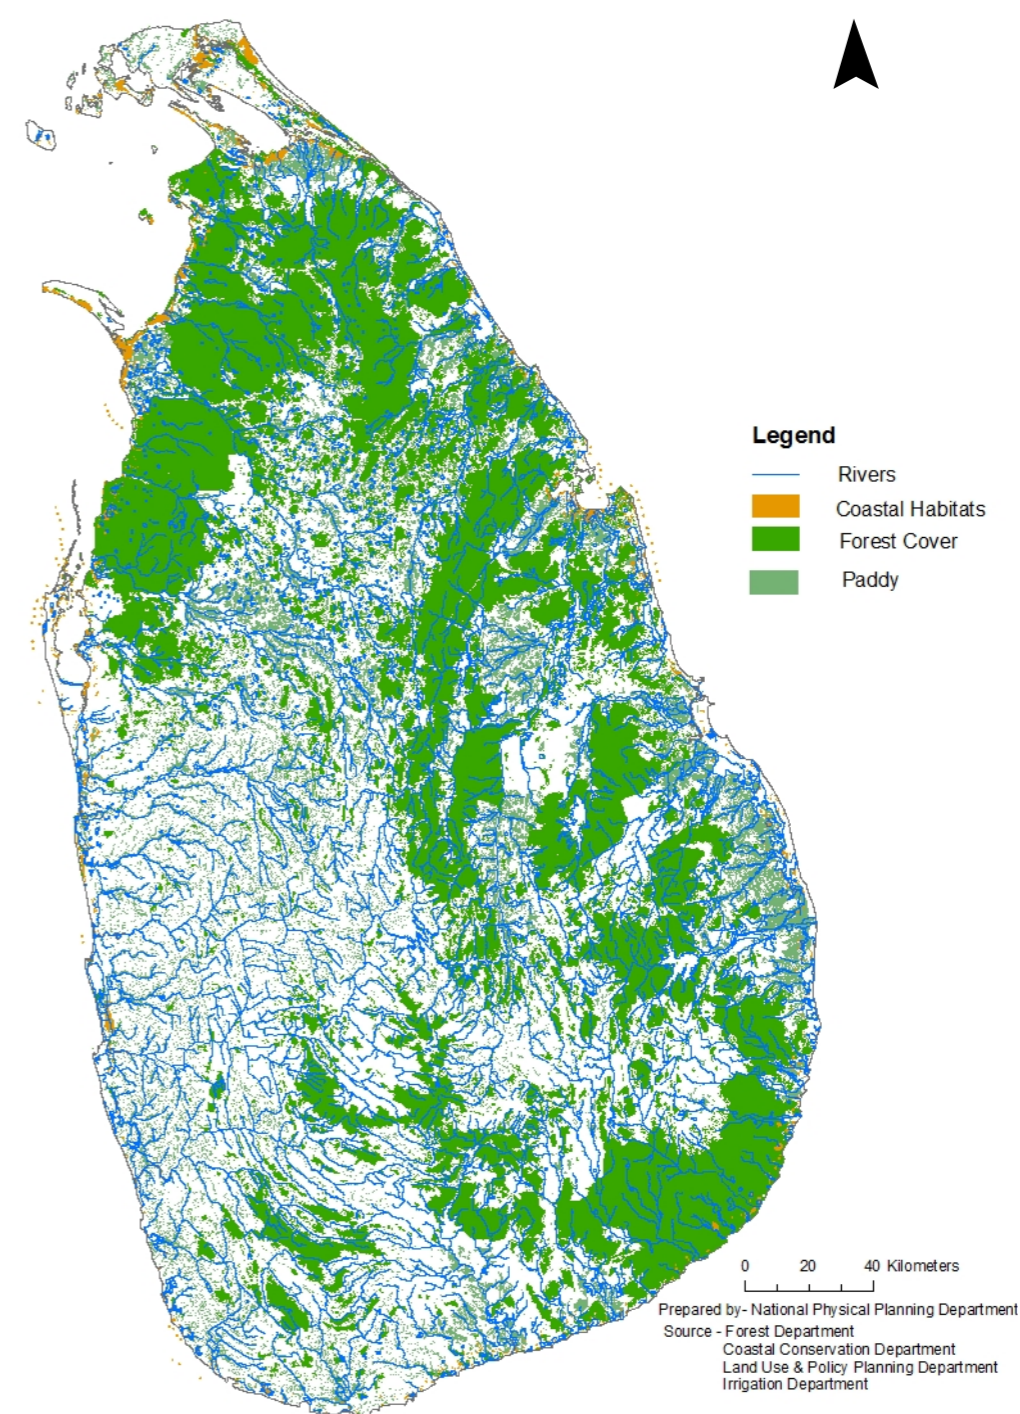 Legend
Rivers
Coastal Habitats
Forest Cover
Paddy
0 20 40 Kilometers
Prepared by- National Physical Planning Department
Source - Forest Department
Coastal Conservation Department
Land Use & Policy Planning Department
Irrigation Department